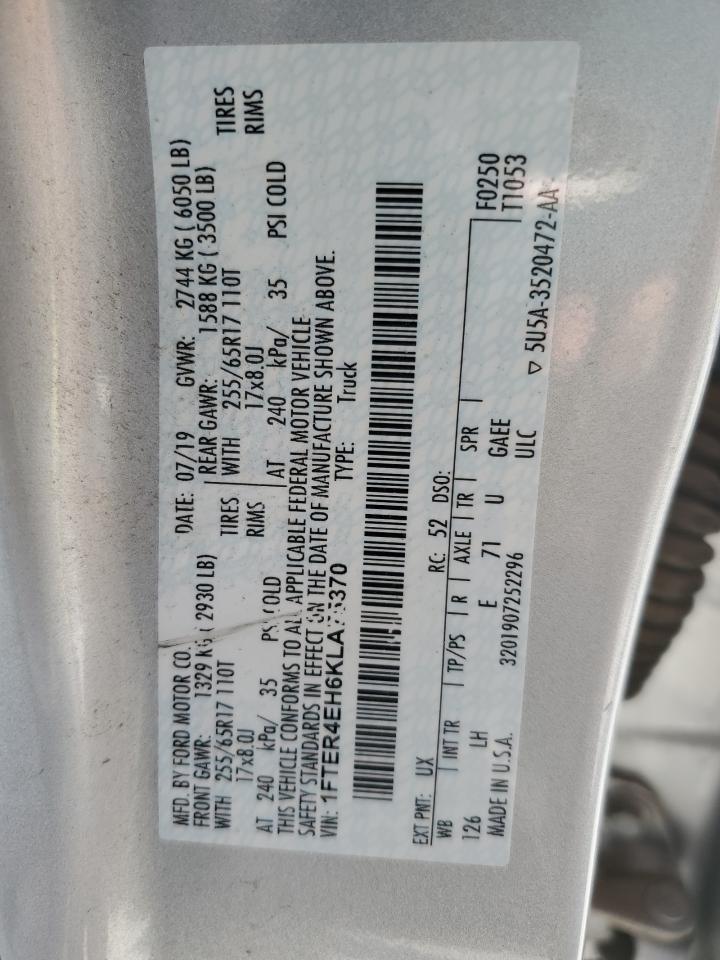 MFD. BY FORD MOTOR CO. DATE: 07/19 GVWR: 2744 KG ( 6050 LB)
FRONT GAWR: 1329 KG ( 2930 LB) REAR GAWR: 1588 KG ( 3500 LB)
WITH 255/65R17 110T TIRES WITH 255/65R17 110T TIRES
17x8.0J RIMS 17x8.0J RIMS
AT 240 kPa/ 35 PSI COLD AT 240 kPa/ 35 PSI COLD
THIS VEHICLE CONFORMS TO ALL APPLICABLE FEDERAL MOTOR VEHICLE
SAFETY STANDARDS IN EFFECT ON THE DATE OF MANUFACTURE SHOWN ABOVE.
VIN: TYPE: Truck
EXT PNT: UX RC: 52 DSO:
WB INT TR TP/PS R AXLE TR SPR F0250
126 LH E 71 U GAEE T1053
MADE IN U.S.A. 3201907252296 ULC
▽ 5U5A-3520472-AA